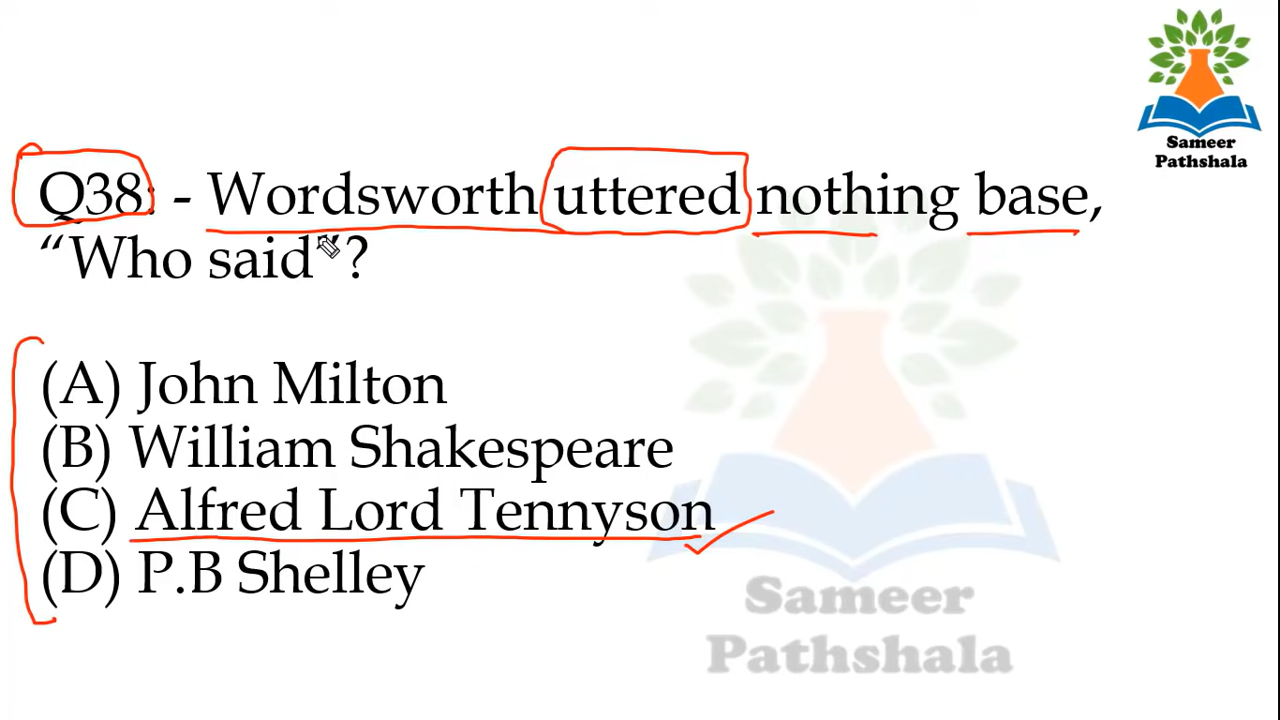 Sameer
Pathshala
Q38: - Wordsworth uttered nothing base,
“Who said“?
(A) John Milton
(B) William Shakespeare
(C) Alfred Lord Tennyson
(D) P.B Shelley
Sameer
Pathshala